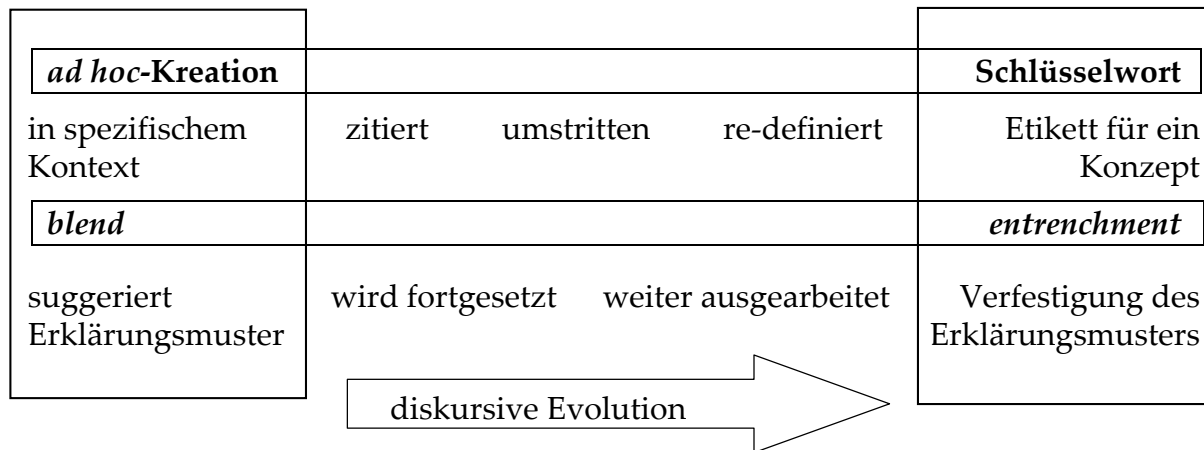 ad hoc-Kreation Schlüsselwort
in spezifischem zitiert umstritten re-definiert Etikett für ein
Kontext Konzept
blend entrenchment
suggeriert wird fortgesetzt weiter ausgearbeitet Verfestigung des
Erklärungsmuster Erklärungsmusters
diskursive Evolution